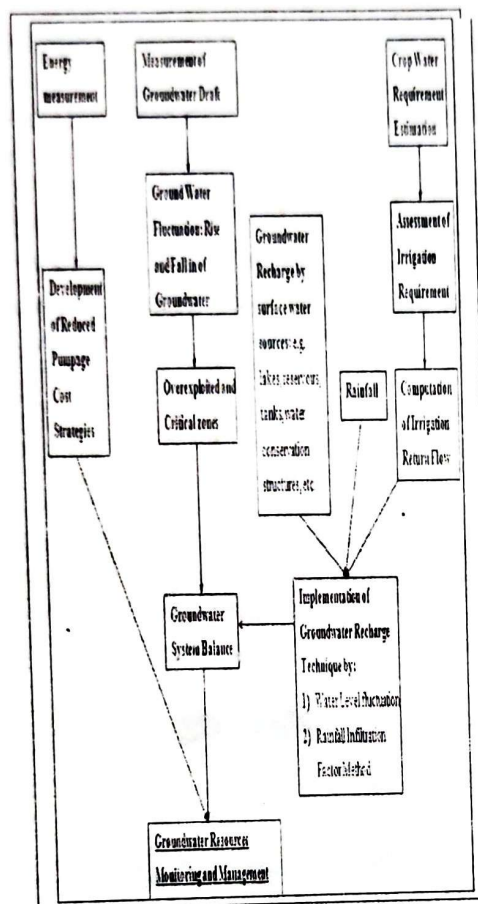 Energy
measurement
Measurement of
Groundwater Draft
Crop Water
Requirement
Estimation
Ground Water
Fluctuation: Rise
and Fall in of
Groundwater
Groundwater
Recharge by
surface water
sources: e.g.
lakes, reservous,
tanks, water
conservation
structures, etc
Assessment of
Irrigation
Requirement
Development
of Reduced
Pumpage
Cost
Strategies
Overexploited and
Critical zones
Rainfall
Computation
of Irrigation
Return Flow
Groundwater
System Balance
Implementation of
Groundwater Recharge
Technique by:
1) Water Level fluctuation
2) Rainfall Infiltration
Factor Method
Groundwater Resources
Monitoring and Management